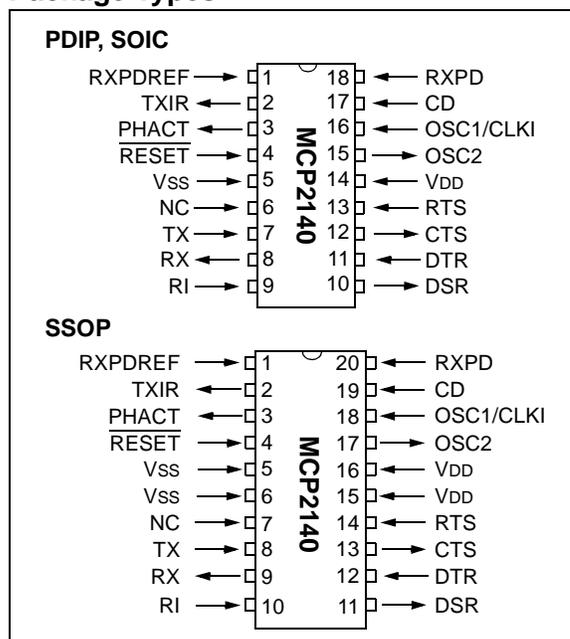 Package Types
PDIP, SOIC
RXPDREF 1 18 RXPD
TXIR 2 17 CD
PHACT 3 16 OSC1/CLKI
RESET 4 15 OSC2
VSS 5 14 VDD
NC 6 13 RTS
TX 7 12 CTS
RX 8 11 DTR
RI 9 10 DSR
MCP2140
SSOP
RXPDREF 1 20 RXPD
TXIR 2 19 CD
PHACT 3 18 OSC1/CLKI
RESET 4 17 OSC2
VSS 5 16 VDD
VSS 6 15 VDD
NC 7 14 RTS
TX 8 13 CTS
RX 9 12 DTR
RI 10 11 DSR
MCP2140